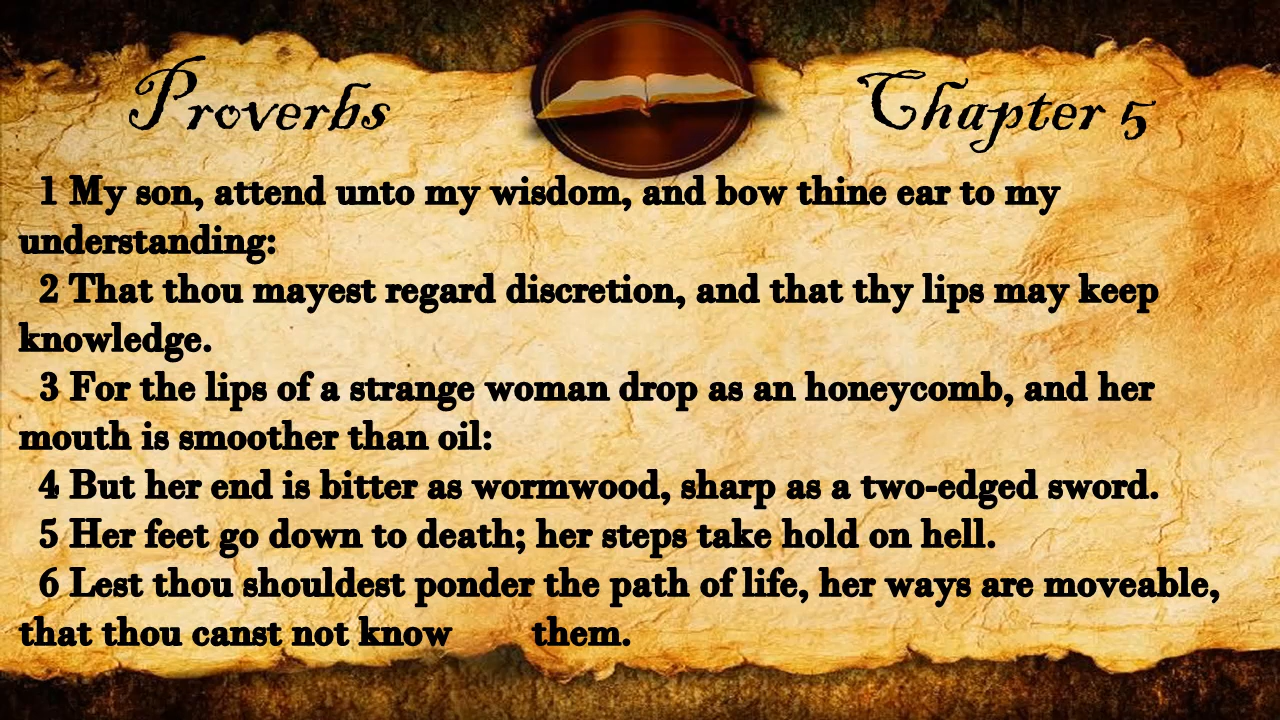 Proverbs Chapter 5
1 My son, attend unto my wisdom, and bow thine ear to my
understanding:
2 That thou mayest regard discretion, and that thy lips may keep
knowledge.
3 For the lips of a strange woman drop as an honeycomb, and her
mouth is smoother than oil:
4 But her end is bitter as wormwood, sharp as a two-edged sword.
5 Her feet go down to death; her steps take hold on hell.
6 Lest thou shouldest ponder the path of life, her ways are moveable,
that thou canst not know them.